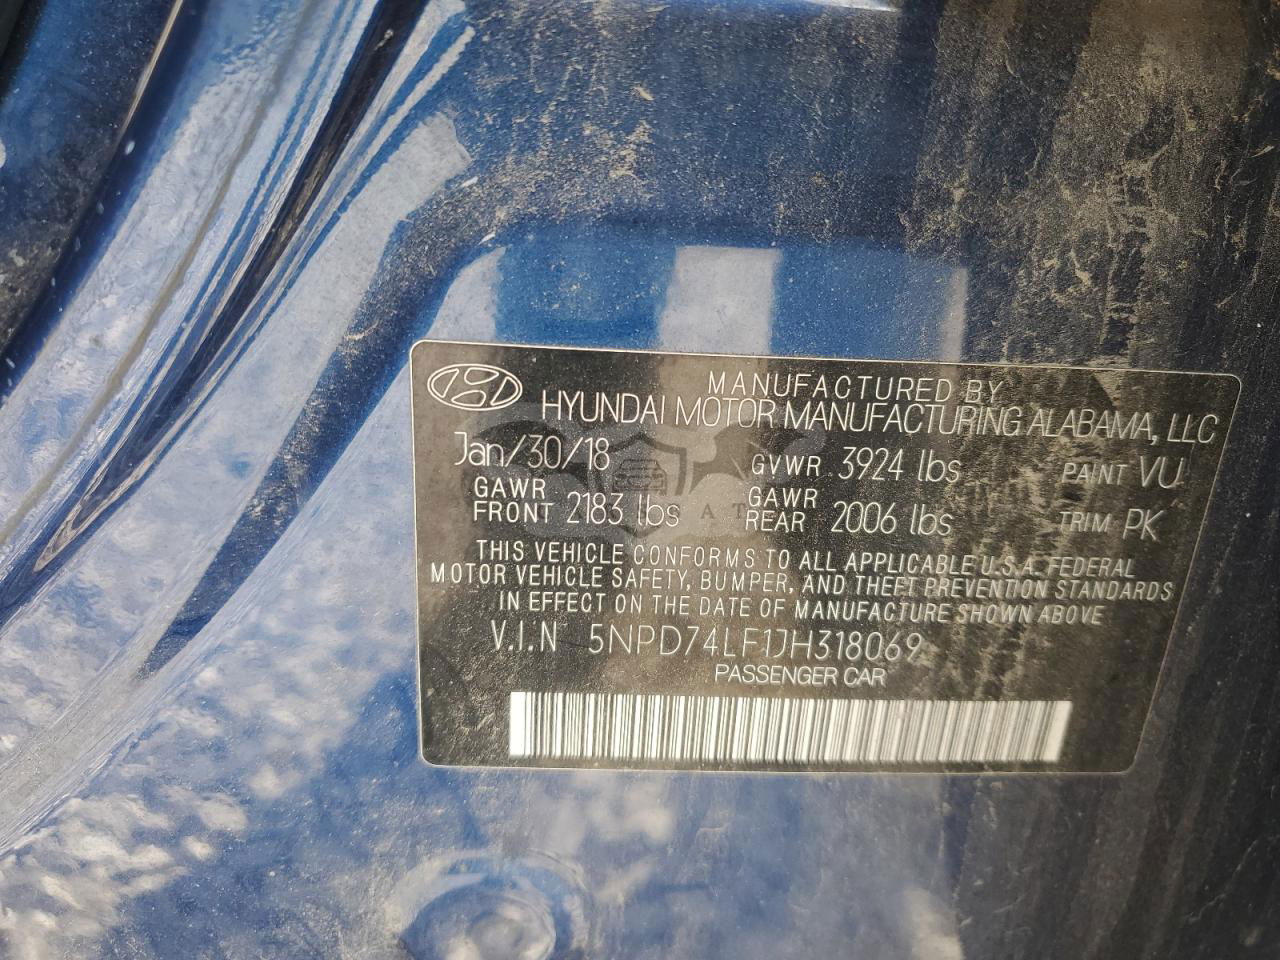 MANUFACTURED BY
HYUNDAI MOTOR MANUFACTURING ALABAMA, LLC
Jan/30/18 GVWR 3924 lbs PAINT VU
GAWR FRONT 2183 lbs GAWR REAR 2006 lbs TRIM PK
THIS VEHICLE CONFORMS TO ALL APPLICABLE U.S.A. FEDERAL
MOTOR VEHICLE SAFETY, BUMPER, AND THEFT PREVENTION STANDARDS
IN EFFECT ON THE DATE OF MANUFACTURE SHOWN ABOVE
V.I.N 5NPD74LF1JH318069
PASSENGER CAR